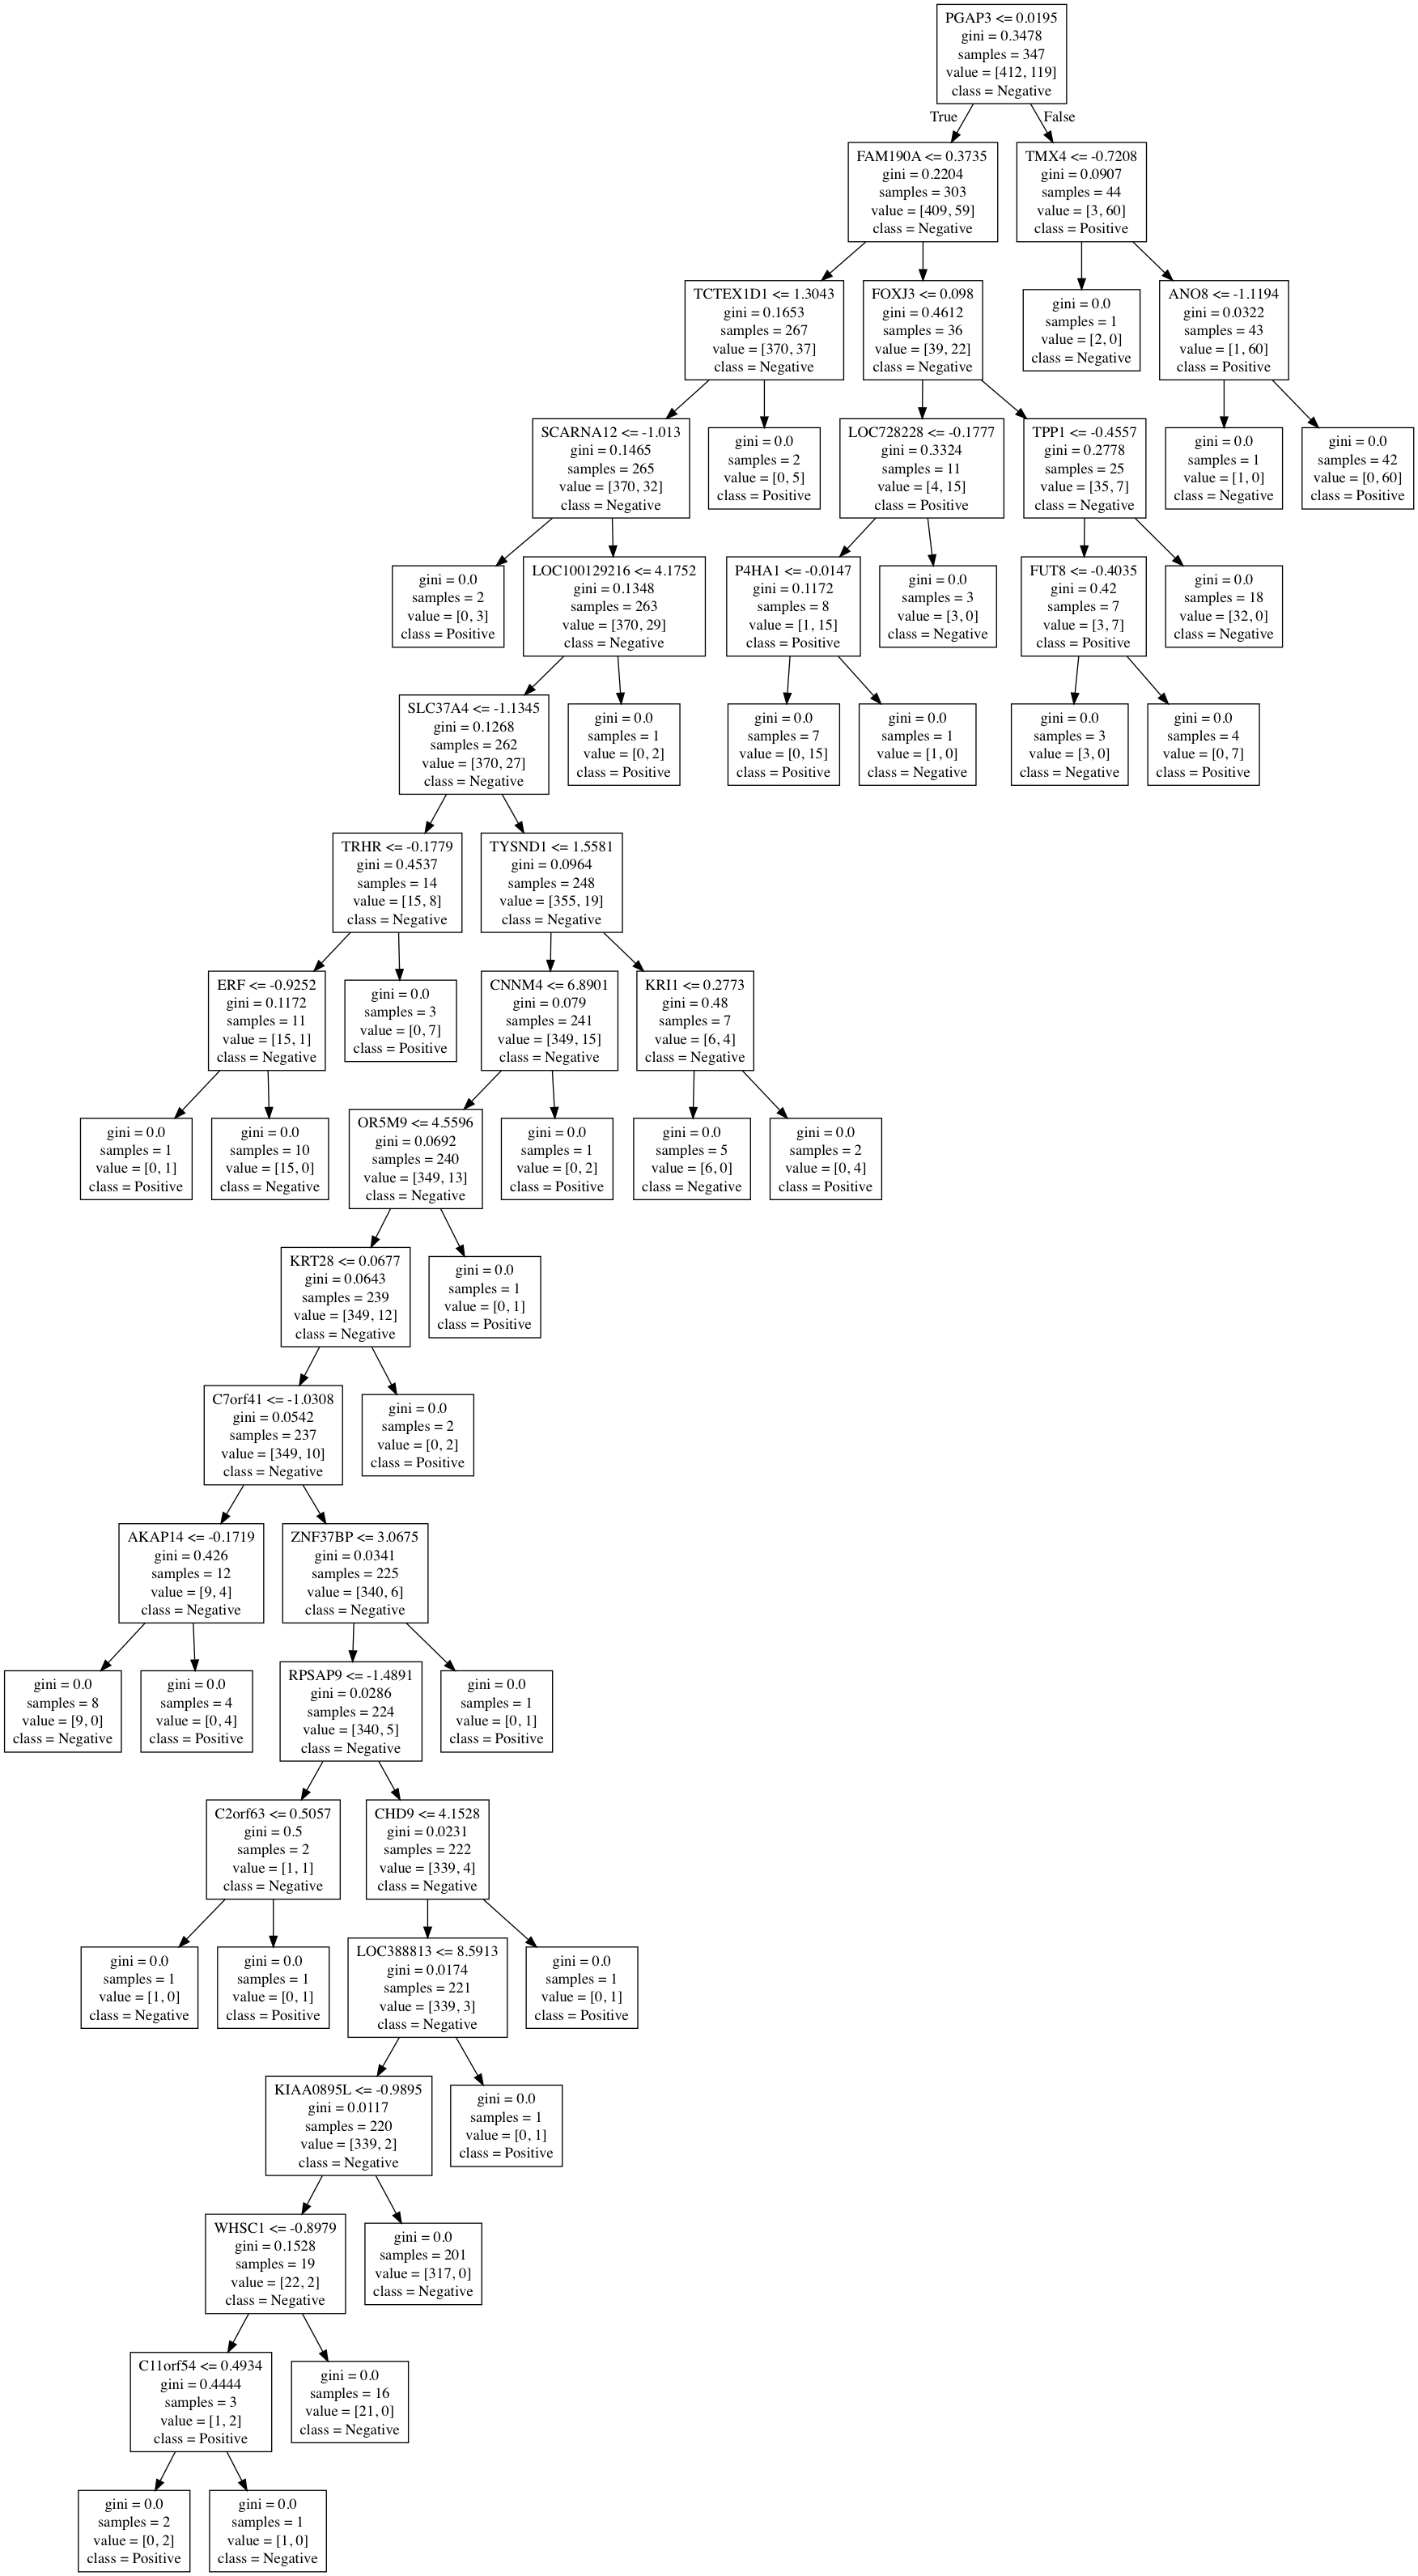 PGAP3 <= 0.0195
gini = 0.3478
samples = 347
value = [412, 119]
class = Negative
True
False
FAM190A <= 0.3735
gini = 0.2204
samples = 303
value = [409, 59]
class = Negative
TMX4 <= -0.7208
gini = 0.0907
samples = 44
value = [3, 60]
class = Positive
TCTEX1D1 <= 1.3043
gini = 0.1653
samples = 267
value = [370, 37]
class = Negative
FOXJ3 <= 0.098
gini = 0.4612
samples = 36
value = [39, 22]
class = Negative
gini = 0.0
samples = 1
value = [2, 0]
class = Negative
ANO8 <= -1.1194
gini = 0.0322
samples = 43
value = [1, 60]
class = Positive
SCARNA12 <= -1.013
gini = 0.1465
samples = 265
value = [370, 32]
class = Negative
gini = 0.0
samples = 2
value = [0, 5]
class = Positive
LOC728228 <= -0.1777
gini = 0.3324
samples = 11
value = [4, 15]
class = Positive
TPP1 <= -0.4557
gini = 0.2778
samples = 25
value = [35, 7]
class = Negative
gini = 0.0
samples = 1
value = [1, 0]
class = Negative
gini = 0.0
samples = 42
value = [0, 60]
class = Positive
gini = 0.0
samples = 2
value = [0, 3]
class = Positive
LOC100129216 <= 4.1752
gini = 0.1348
samples = 263
value = [370, 29]
class = Negative
P4HA1 <= -0.0147
gini = 0.1172
samples = 8
value = [1, 15]
class = Positive
gini = 0.0
samples = 3
value = [3, 0]
class = Negative
FUT8 <= -0.4035
gini = 0.42
samples = 7
value = [3, 7]
class = Positive
gini = 0.0
samples = 18
value = [32, 0]
class = Negative
SLC37A4 <= -1.1345
gini = 0.1268
samples = 262
value = [370, 27]
class = Negative
gini = 0.0
samples = 1
value = [0, 2]
class = Positive
gini = 0.0
samples = 7
value = [0, 15]
class = Positive
gini = 0.0
samples = 1
value = [1, 0]
class = Negative
gini = 0.0
samples = 3
value = [3, 0]
class = Negative
gini = 0.0
samples = 4
value = [0, 7]
class = Positive
TRHR <= -0.1779
gini = 0.4537
samples = 14
value = [15, 8]
class = Negative
TYSND1 <= 1.5581
gini = 0.0964
samples = 248
value = [355, 19]
class = Negative
ERF <= -0.9252
gini = 0.1172
samples = 11
value = [15, 1]
class = Negative
gini = 0.0
samples = 3
value = [0, 7]
class = Positive
CNNM4 <= 6.8901
gini = 0.079
samples = 241
value = [349, 15]
class = Negative
KRI1 <= 0.2773
gini = 0.48
samples = 7
value = [6, 4]
class = Negative
gini = 0.0
samples = 1
value = [0, 1]
class = Positive
gini = 0.0
samples = 10
value = [15, 0]
class = Negative
OR5M9 <= 4.5596
gini = 0.0692
samples = 240
value = [349, 13]
class = Negative
gini = 0.0
samples = 1
value = [0, 2]
class = Positive
gini = 0.0
samples = 5
value = [6, 0]
class = Negative
gini = 0.0
samples = 2
value = [0, 4]
class = Positive
KRT28 <= 0.0677
gini = 0.0643
samples = 239
value = [349, 12]
class = Negative
gini = 0.0
samples = 1
value = [0, 1]
class = Positive
C7orf41 <= -1.0308
gini = 0.0542
samples = 237
value = [349, 10]
class = Negative
gini = 0.0
samples = 2
value = [0, 2]
class = Positive
AKAP14 <= -0.1719
gini = 0.426
samples = 12
value = [9, 4]
class = Negative
ZNF37BP <= 3.0675
gini = 0.0341
samples = 225
value = [340, 6]
class = Negative
gini = 0.0
samples = 8
value = [9, 0]
class = Negative
gini = 0.0
samples = 4
value = [0, 4]
class = Positive
RPSAP9 <= -1.4891
gini = 0.0286
samples = 224
value = [340, 5]
class = Negative
gini = 0.0
samples = 1
value = [0, 1]
class = Positive
C2orf63 <= 0.5057
gini = 0.5
samples = 2
value = [1, 1]
class = Negative
CHD9 <= 4.1528
gini = 0.0231
samples = 222
value = [339, 4]
class = Negative
gini = 0.0
samples = 1
value = [1, 0]
class = Negative
gini = 0.0
samples = 1
value = [0, 1]
class = Positive
LOC388813 <= 8.5913
gini = 0.0174
samples = 221
value = [339, 3]
class = Negative
gini = 0.0
samples = 1
value = [0, 1]
class = Positive
KIAA0895L <= -0.9895
gini = 0.0117
samples = 220
value = [339, 2]
class = Negative
gini = 0.0
samples = 1
value = [0, 1]
class = Positive
WHSC1 <= -0.8979
gini = 0.1528
samples = 19
value = [22, 2]
class = Negative
gini = 0.0
samples = 201
value = [317, 0]
class = Negative
C11orf54 <= 0.4934
gini = 0.4444
samples = 3
value = [1, 2]
class = Positive
gini = 0.0
samples = 16
value = [21, 0]
class = Negative
gini = 0.0
samples = 2
value = [0, 2]
class = Positive
gini = 0.0
samples = 1
value = [1, 0]
class = Negative